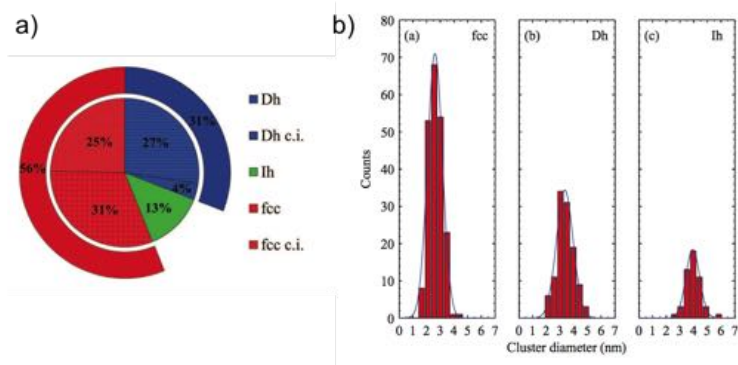 a)
Dh
Dh c.i.
Ih
fcc
fcc c.i.
31%
25%
27%
56%
4%
31%
13%
b)
(a) fcc
(b) Dh
(c) Ih
Counts
80
70
60
50
40
30
20
10
0
0 1 2 3 4 5 6 7
0 1 2 3 4 5 6 7
0 1 2 3 4 5 6 7
Cluster diameter (nm)